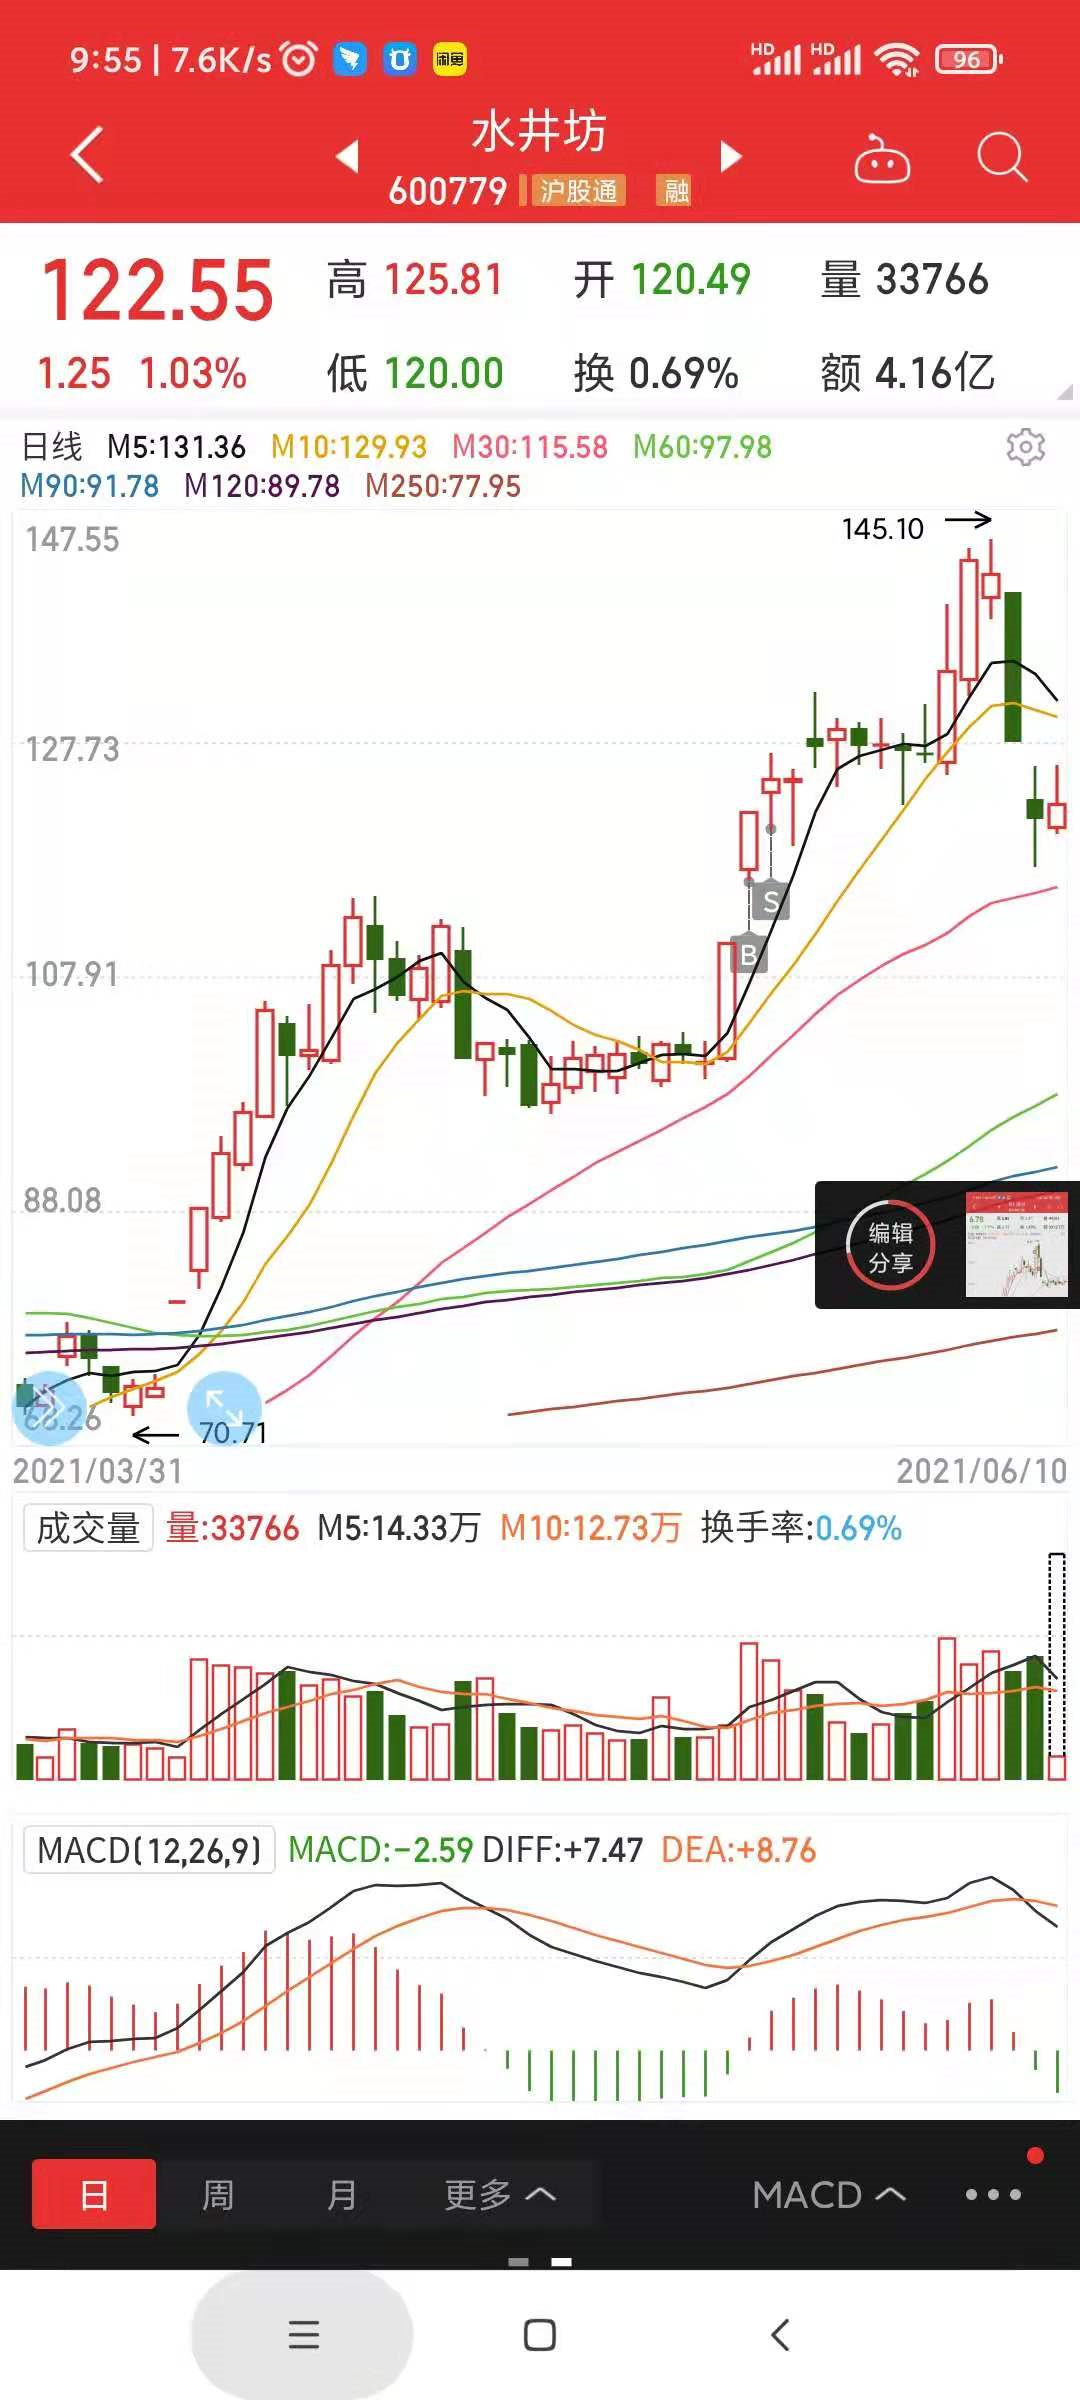 9:55 | 7.6K/s 闲鱼 HD HD 96
水井坊
600779 沪股通 融
122.55 高 125.81 开 120.49 量 33766
1.25 1.03% 低 120.00 换 0.69% 额 4.16亿
日线 M5:131.36 M10:129.93 M30:115.58 M60:97.98
M90:91.78 M120:89.78 M250:77.95
147.55
145.10
127.73
S
B
107.91
88.08
编辑
分享
68.26
70.71
2021/03/31 2021/06/10
成交量 量:33766 M5:14.33万 M10:12.73万 换手率:0.69%
MACD(12,26,9) MACD:-2.59 DIFF:+7.47 DEA:+8.76
日 周 月 更多 MACD